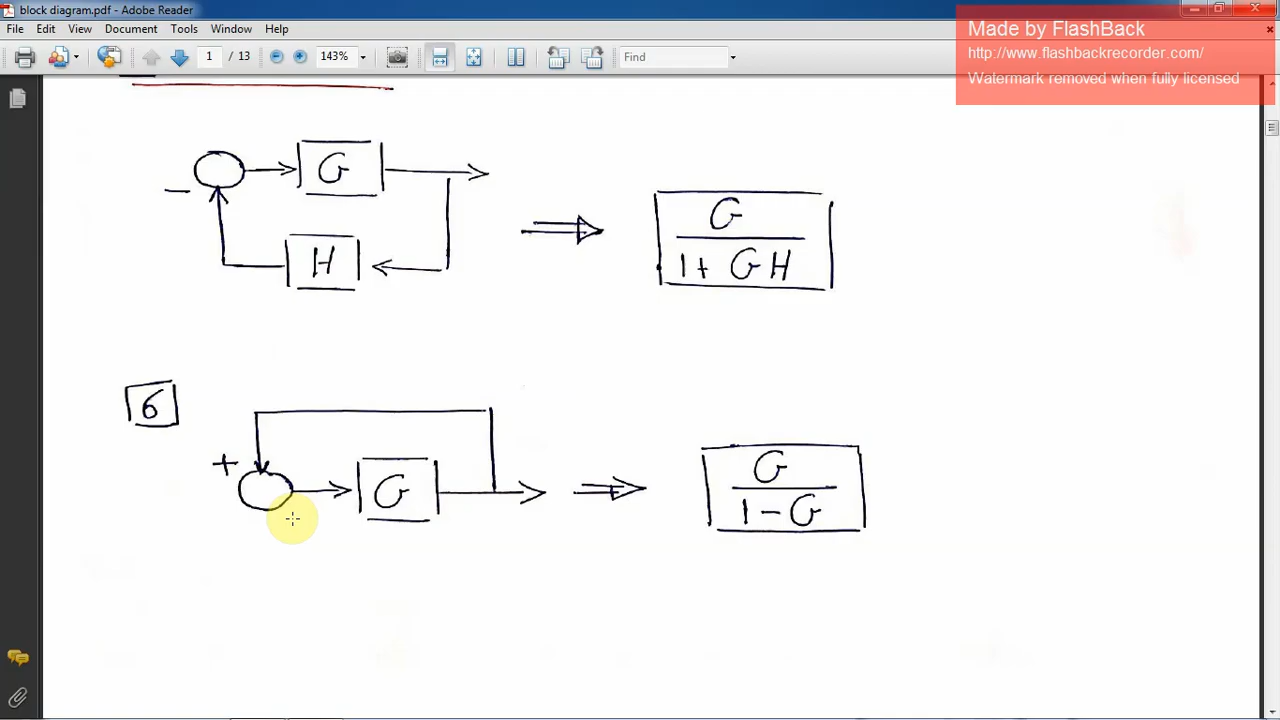 block diagram.pdf - Adobe Reader
File Edit View Document Tools Window Help
1 / 13 143% Find
Made by FlashBack
http://www.flashbackrecorder.com/
Watermark removed when fully licensed
G
−
H
G
1 + GH
6
+
G
G
1 − G